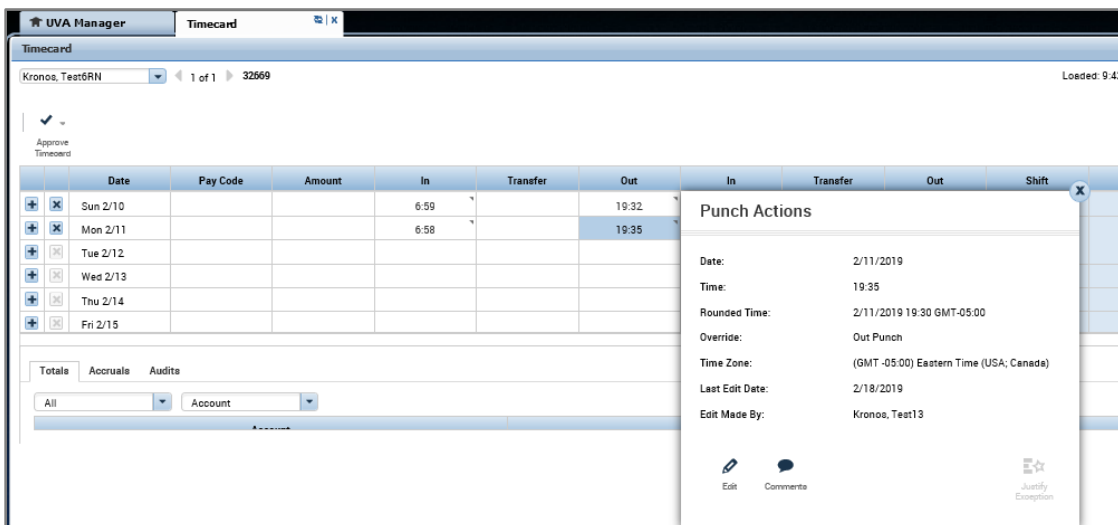 UVA Manager
Timecard
Timecard
Kronos, Test6RN 1 of 1 32669 Loaded: 9:4
Approve
Timecard
Date Pay Code Amount In Transfer Out In Transfer Out Shift
Sun 2/10 6:59 19:32
Mon 2/11 6:58 19:35
Tue 2/12
Wed 2/13
Thu 2/14
Fri 2/15
Totals Accruals Audits
All Account
Account
Punch Actions
Date: 2/11/2019
Time: 19:35
Rounded Time: 2/11/2019 19:30 GMT-05:00
Override: Out Punch
Time Zone: (GMT -05:00) Eastern Time (USA; Canada)
Last Edit Date: 2/18/2019
Edit Made By: Kronos, Test13
Edit Comments Justify
Exception